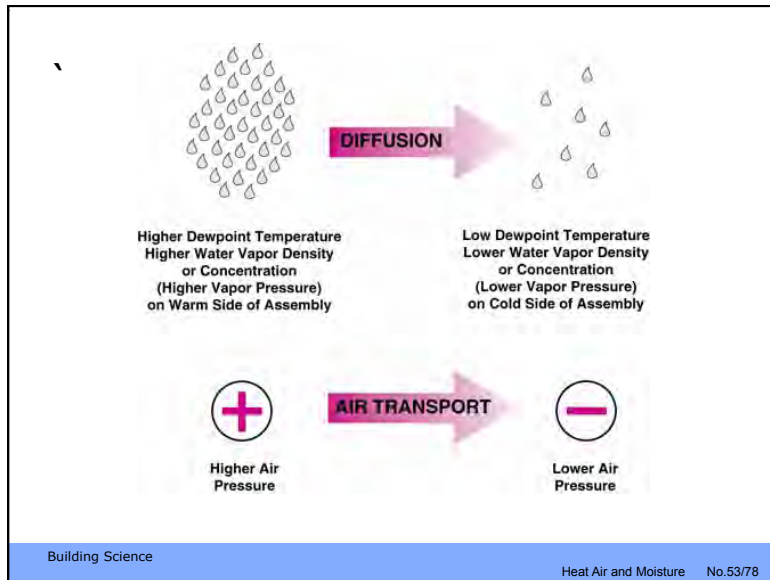 `
DIFFUSION
Higher Dewpoint Temperature
Higher Water Vapor Density
or Concentration
(Higher Vapor Pressure)
on Warm Side of Assembly
Low Dewpoint Temperature
Lower Water Vapor Density
or Concentration
(Lower Vapor Pressure)
on Cold Side of Assembly
AIR TRANSPORT
Higher Air
Pressure
Lower Air
Pressure
Building Science
Heat Air and Moisture No.53/78